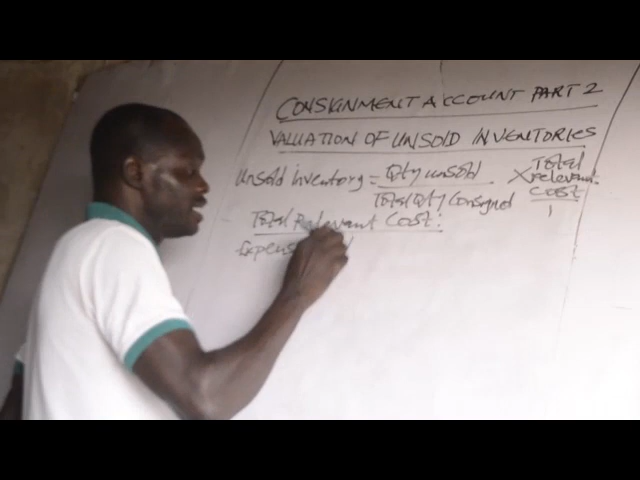 CONSIGNMENT ACCOUNT PART 2
VALUATION OF UNSOLD INVENTORIES
Unsold inventory = Qty unsold / Total Qty Consigned × Total relevant Cost / 1
Total Relevant Cost: